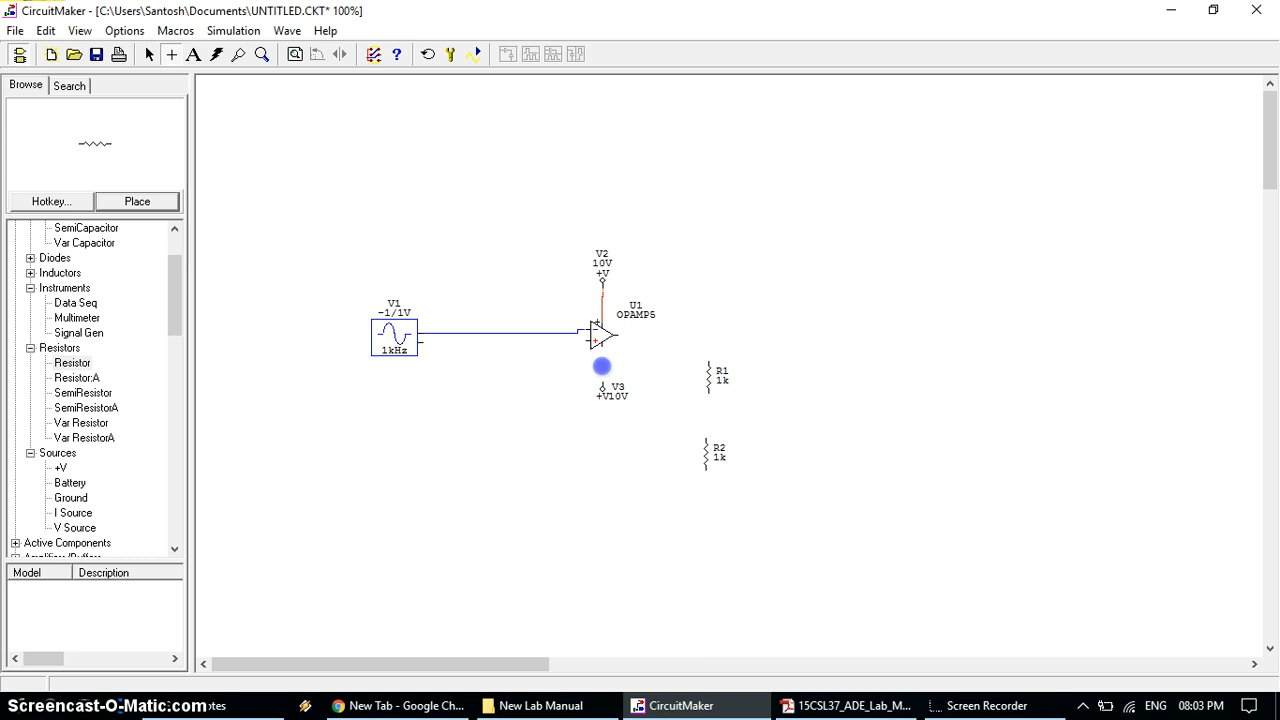 CircuitMaker - [C:\Users\Santosh\Documents\UNTITLED.CKT* 100%]
File Edit View Options Macros Simulation Wave Help
Browse Search
Hotkey... Place
SemiCapacitor
Var Capacitor
Diodes
Inductors
Instruments
Data Seq
Multimeter
Signal Gen
Resistors
Resistor
Resistor:A
SemiResistor
SemiResistorA
Var Resistor
Var ResistorA
Sources
+V
Battery
Ground
I Source
V Source
Active Components
Amplifiers/Buffers
Model Description
V1
-1/1V
1kHz
V2
10V
+V
U1
OPAMP5
V3
+V10V
R1
1k
R2
1k
Screencast-O-Matic.com
New Tab - Google Ch...
New Lab Manual
CircuitMaker
15CSL37_ADE_Lab_M...
Screen Recorder
ENG
08:03 PM